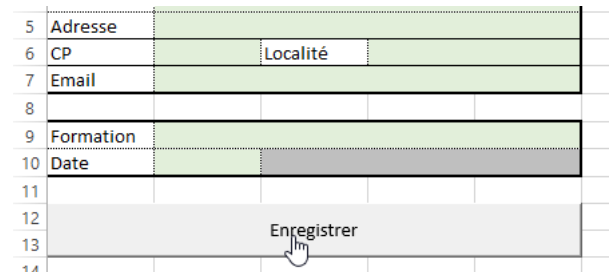 5 Adresse
6 CP Localité
7 Email
8
9 Formation
10 Date
11
12
Enregistrer
13
14